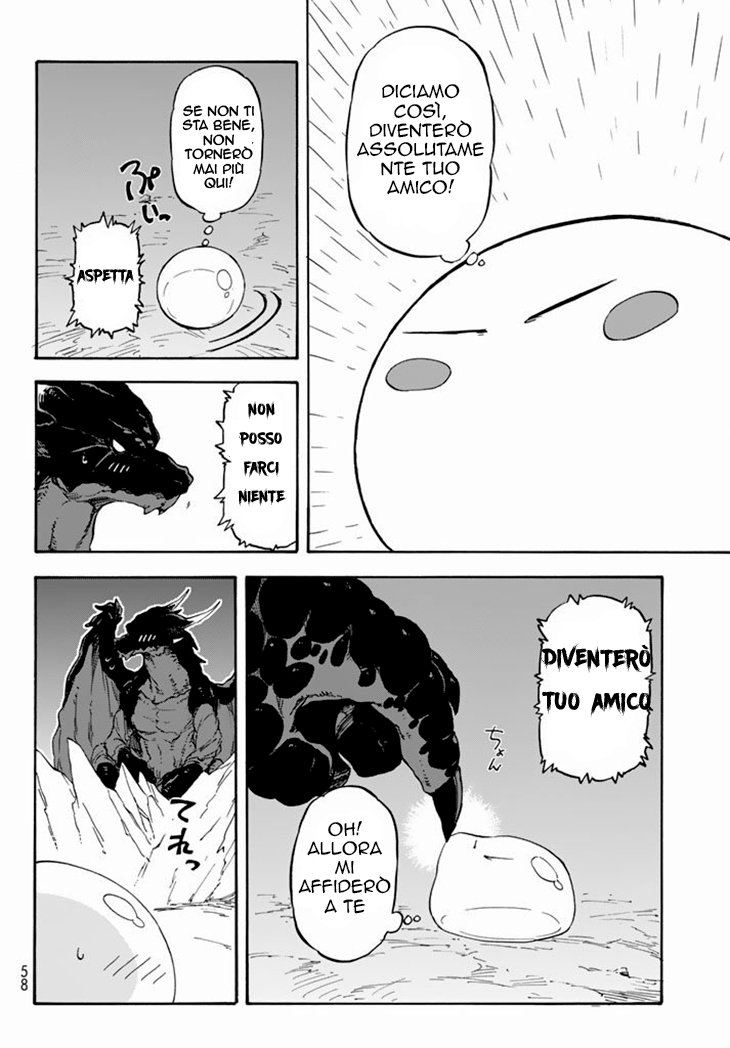 DICIAMO
COSÌ,
DIVENTERÒ
ASSOLUTAME
NTE TUO
AMICO!
SE NON TI
STA BENE,
NON
TORNERÒ
MAI PIÙ
QUI!
ぷいっ
ASPETTA
NON
POSSO
FARCI
NIENTE
DIVENTERÒ
TUO AMICO
ちょん
OH!
ALLORA
MI
AFFIDERÒ
A TE
てれっ
58